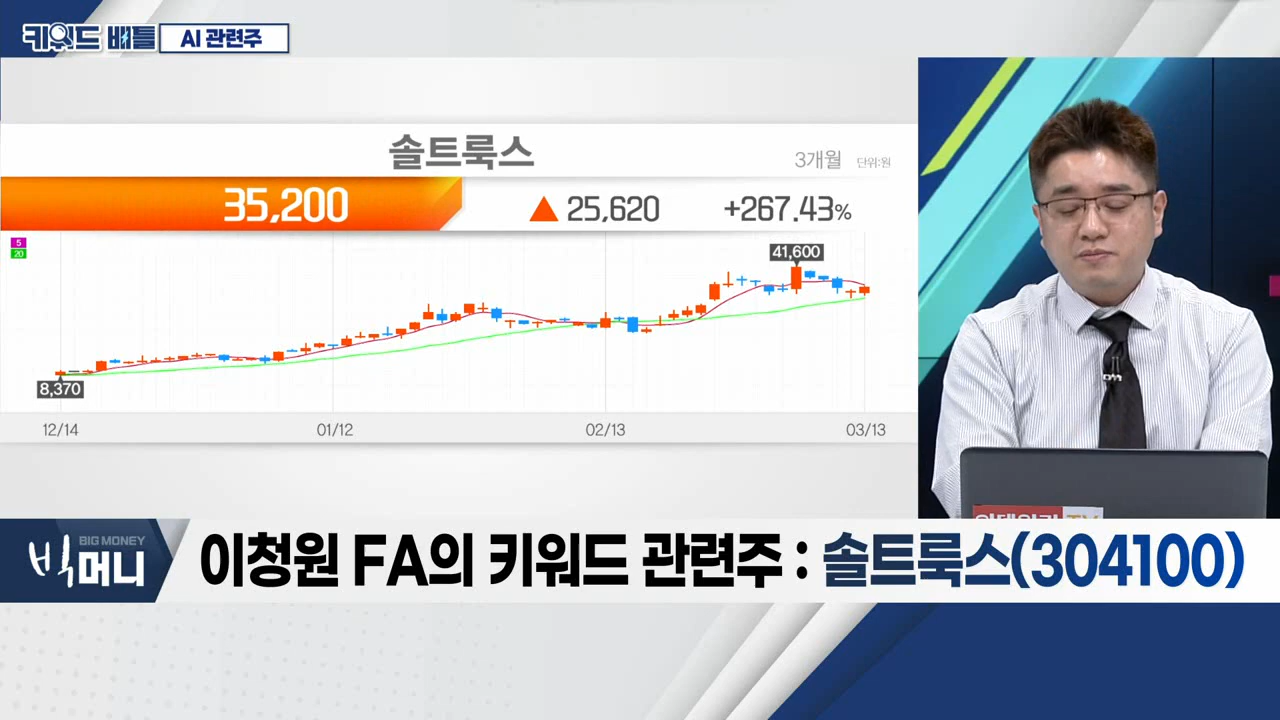 키워드 배틀 AI 관련주
솔트룩스
3개월 단위:원
35,200 ▲ 25,620 +267.43%
5
20
41,600
8,370
12/14 01/12 02/13 03/13
BIG MONEY
빅머니
이청원 FA의 키워드 관련주 : 솔트룩스(304100)